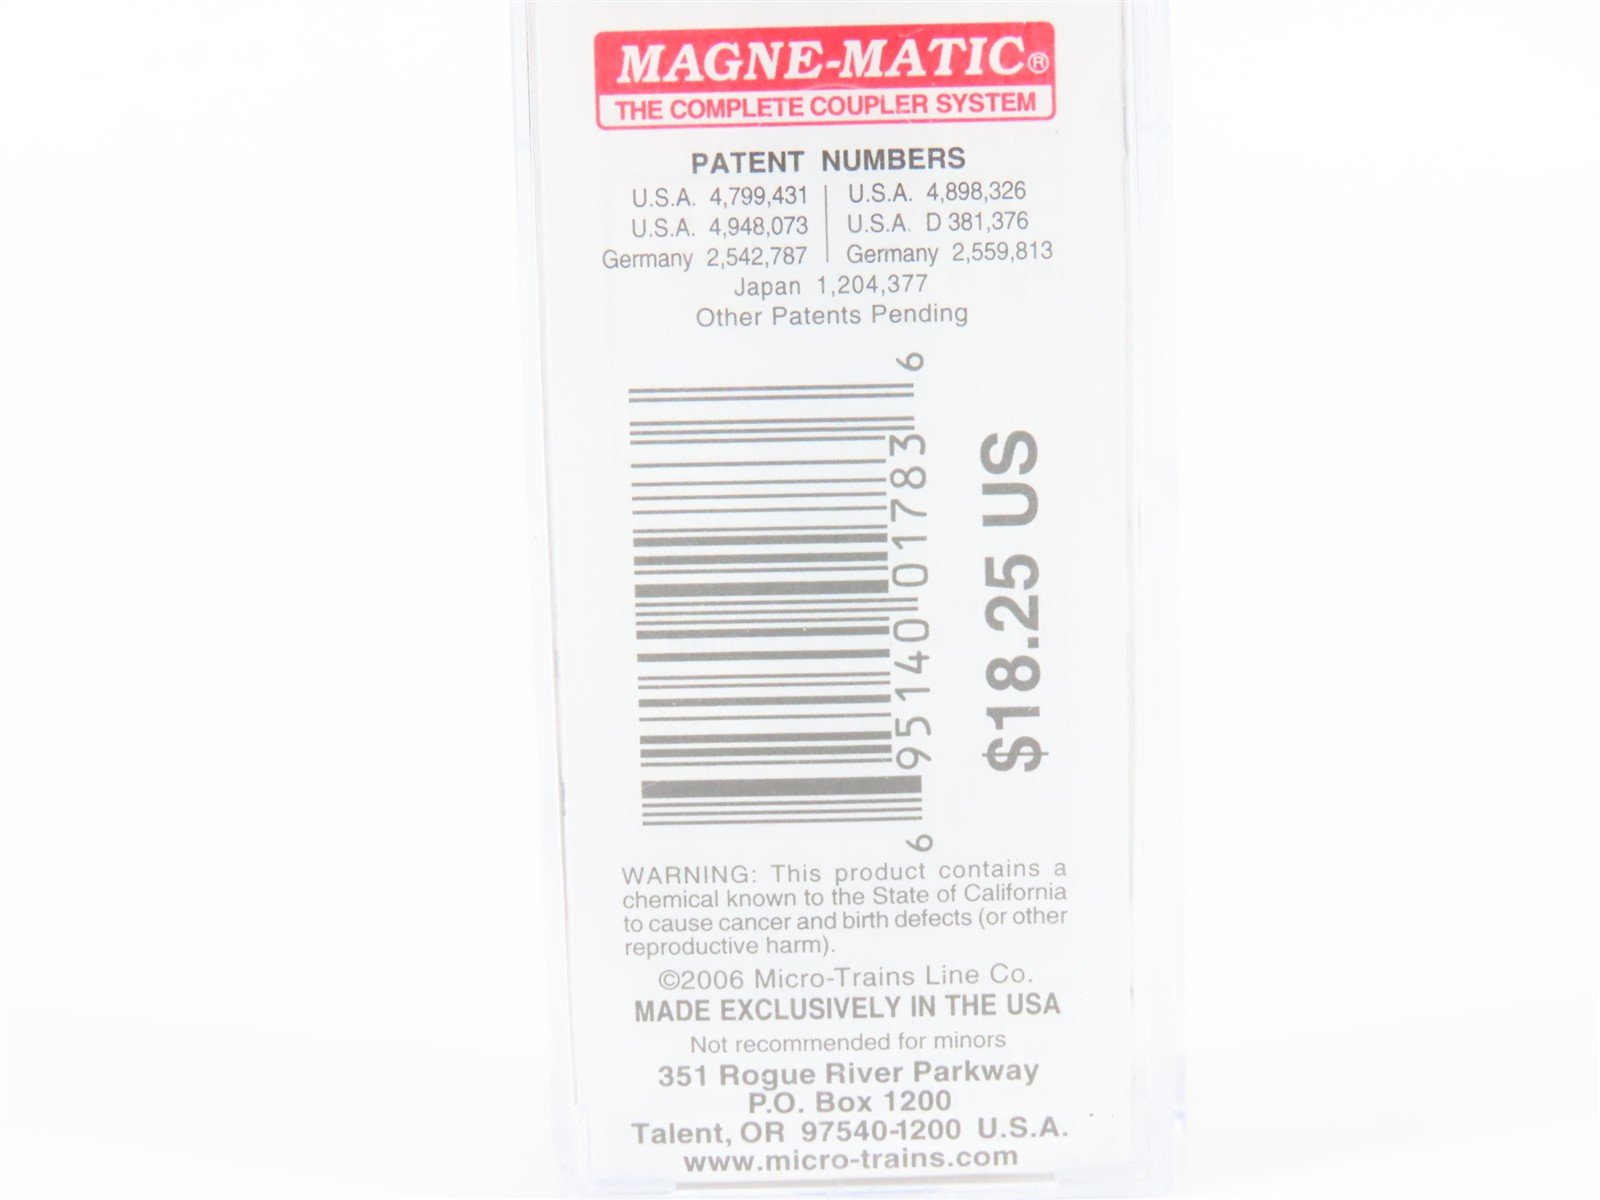 MAGNE-MATIC®
THE COMPLETE COUPLER SYSTEM
PATENT NUMBERS
U.S.A. 4,799,431 | U.S.A. 4,898,326
U.S.A. 4,948,073 | U.S.A. D 381,376
Germany 2,542,787 | Germany 2,559,813
Japan 1,204,377
Other Patents Pending
6 95140 01783 6
$18.25 US
WARNING: This product contains a
chemical known to the State of California
to cause cancer and birth defects (or other
reproductive harm).
©2006 Micro-Trains Line Co.
MADE EXCLUSIVELY IN THE USA
Not recommended for minors
351 Rogue River Parkway
P.O. Box 1200
Talent, OR 97540-1200 U.S.A.
www.micro-trains.com